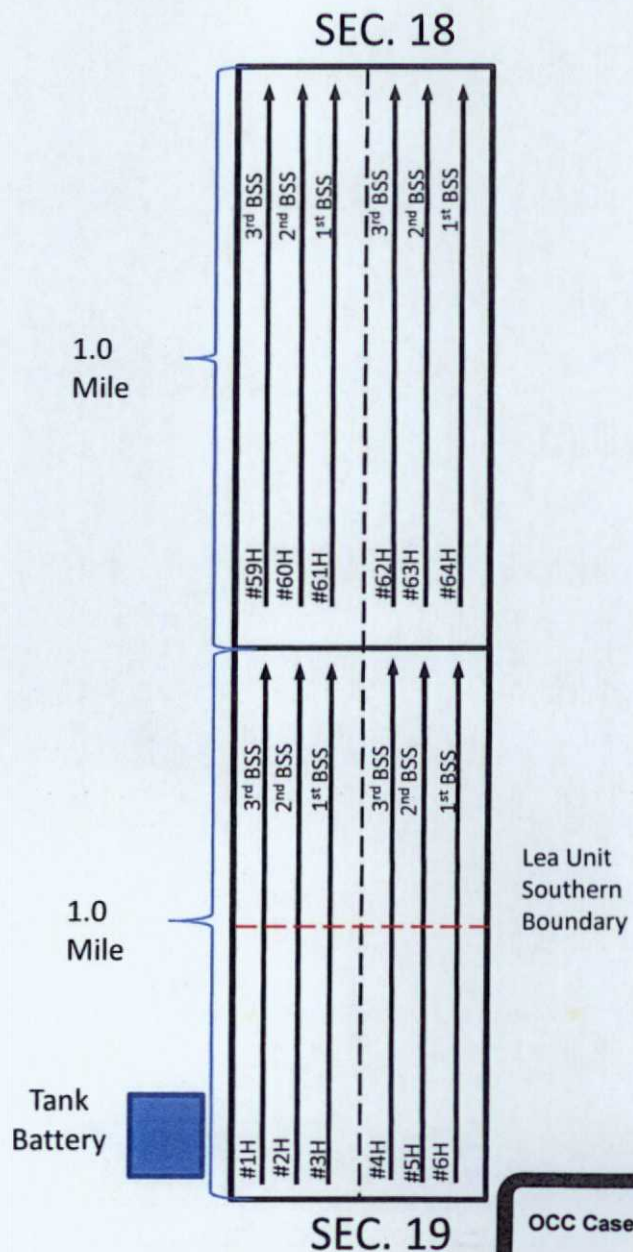 SEC. 18
3rd BSS
2nd BSS
1st BSS
3rd BSS
2nd BSS
1st BSS
1.0
Mile
#59H
#60H
#61H
#62H
#63H
#64H
3rd BSS
2nd BSS
1st BSS
3rd BSS
2nd BSS
1st BSS
Lea Unit
Southern
Boundary
1.0
Mile
Tank
Battery
#1H
#2H
#3H
#4H
#5H
#6H
SEC. 19
OCC Case